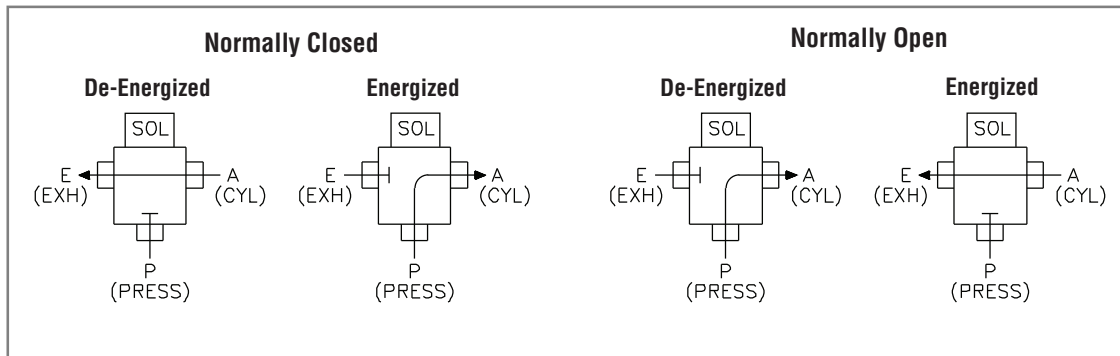 Normally Closed
Normally Open
De-Energized
Energized
De-Energized
Energized
SOL
SOL
SOL
SOL
E
(EXH)
A
(CYL)
P
(PRESS)
E
(EXH)
A
(CYL)
P
(PRESS)
E
(EXH)
A
(CYL)
P
(PRESS)
E
(EXH)
A
(CYL)
P
(PRESS)